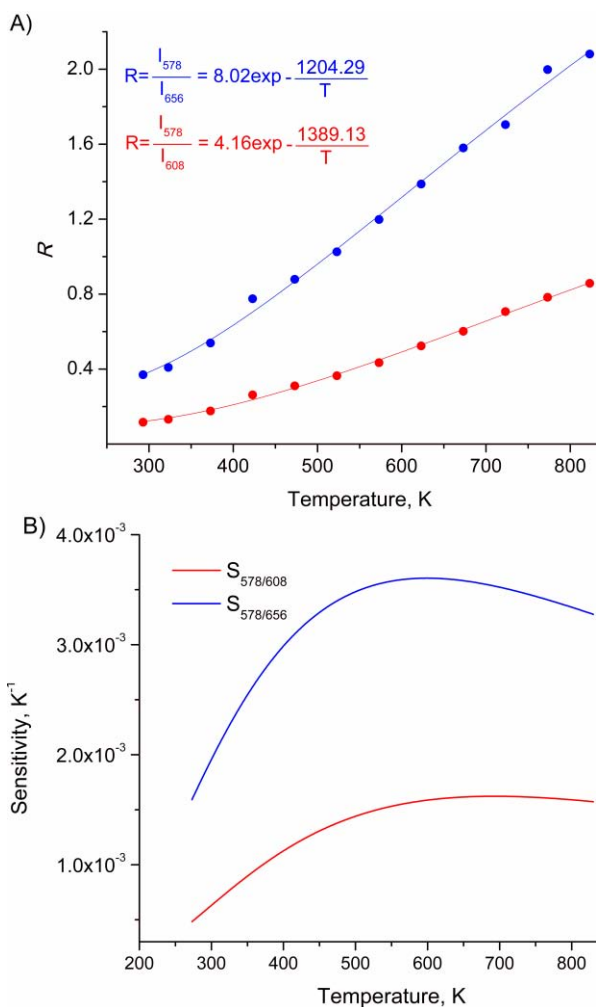 A)
R=I578/I656 = 8.02exp-1204.29/T
R=I578/I608 = 4.16exp-1389.13/T
2.0
1.6
1.2
0.8
0.4
R
300 400 500 600 700 800
Temperature, K
B)
4.0x10⁻³
3.0x10⁻³
2.0x10⁻³
1.0x10⁻³
Sensitivity, K⁻¹
S578/608
S578/656
200 300 400 500 600 700 800
Temperature, K